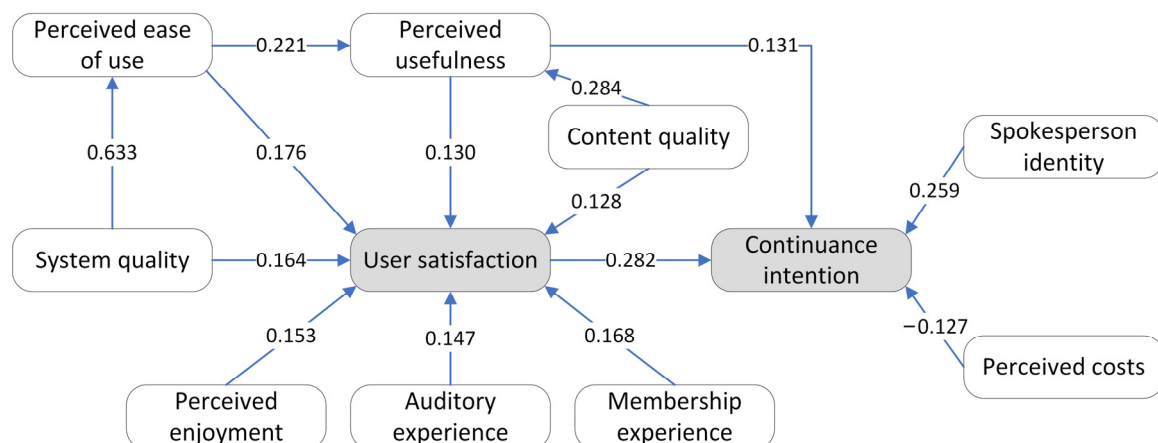 Perceived ease
of use
0.221
Perceived
usefulness
0.131
0.284
Content quality
0.633
0.176
0.130
0.128
Spokesperson
identity
0.259
System quality
0.164
User satisfaction
0.282
Continuance
intention
0.153
0.147
0.168
−0.127
Perceived costs
Perceived
enjoyment
Auditory
experience
Membership
experience